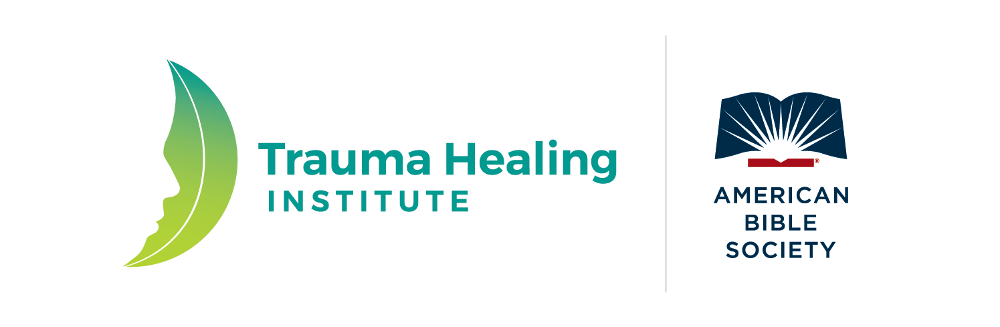 Trauma Healing
INSTITUTE
®
AMERICAN
BIBLE
SOCIETY